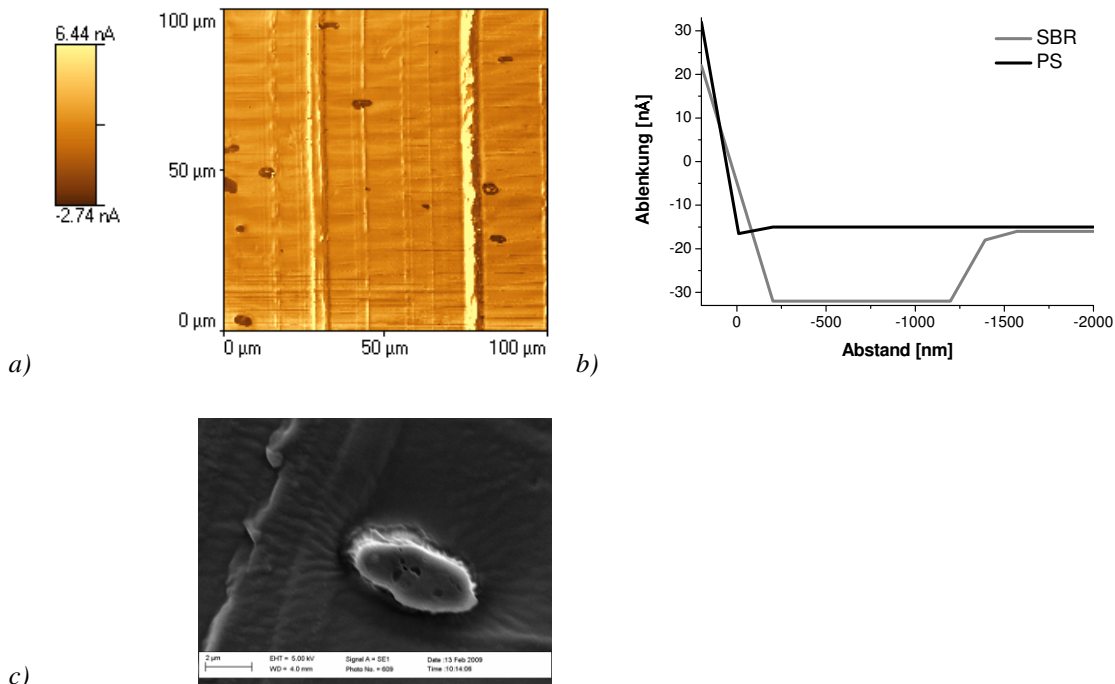 6.44 nA
-2.74 nA
100 µm
50 µm
0 µm
0 µm 50 µm 100 µm
a)
Ablenkung [nÅ]
30
20
10
0
-10
-20
-30
0 -500 -1000 -1500 -2000
Abstand [nm]
SBR
PS
b)
2 µm
EHT = 5.00 kV Signal A = SE1 Date :13 Feb 2009
WD = 4.0 mm Photo No. = 609 Time :10:14:06
c)